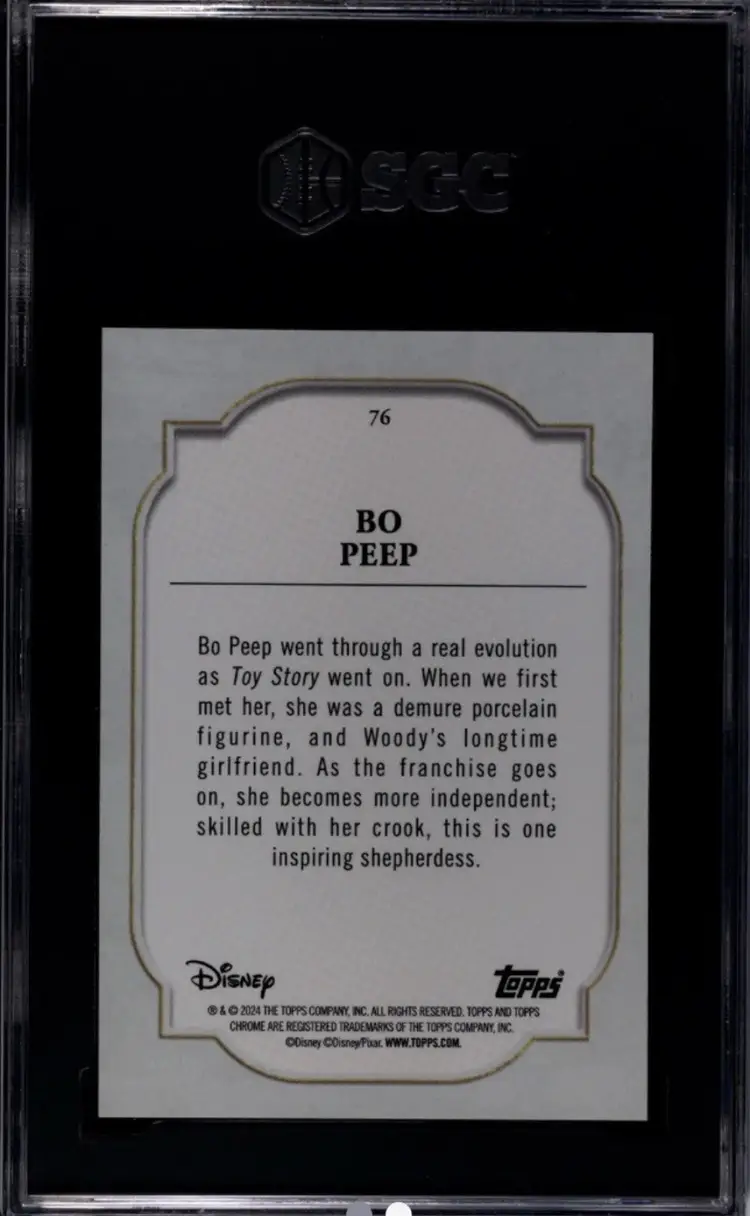 SGC
76
BO
PEEP
Bo Peep went through a real evolution
as Toy Story went on. When we first
met her, she was a demure porcelain
figurine, and Woody's longtime
girlfriend. As the franchise goes
on, she becomes more independent;
skilled with her crook, this is one
inspiring shepherdess.
Disney
topps®
® & © 2024 THE TOPPS COMPANY, INC. ALL RIGHTS RESERVED. TOPPS AND TOPPS
CHROME ARE REGISTERED TRADEMARKS OF THE TOPPS COMPANY, INC.
©Disney ©Disney/Pixar. WWW.TOPPS.COM.